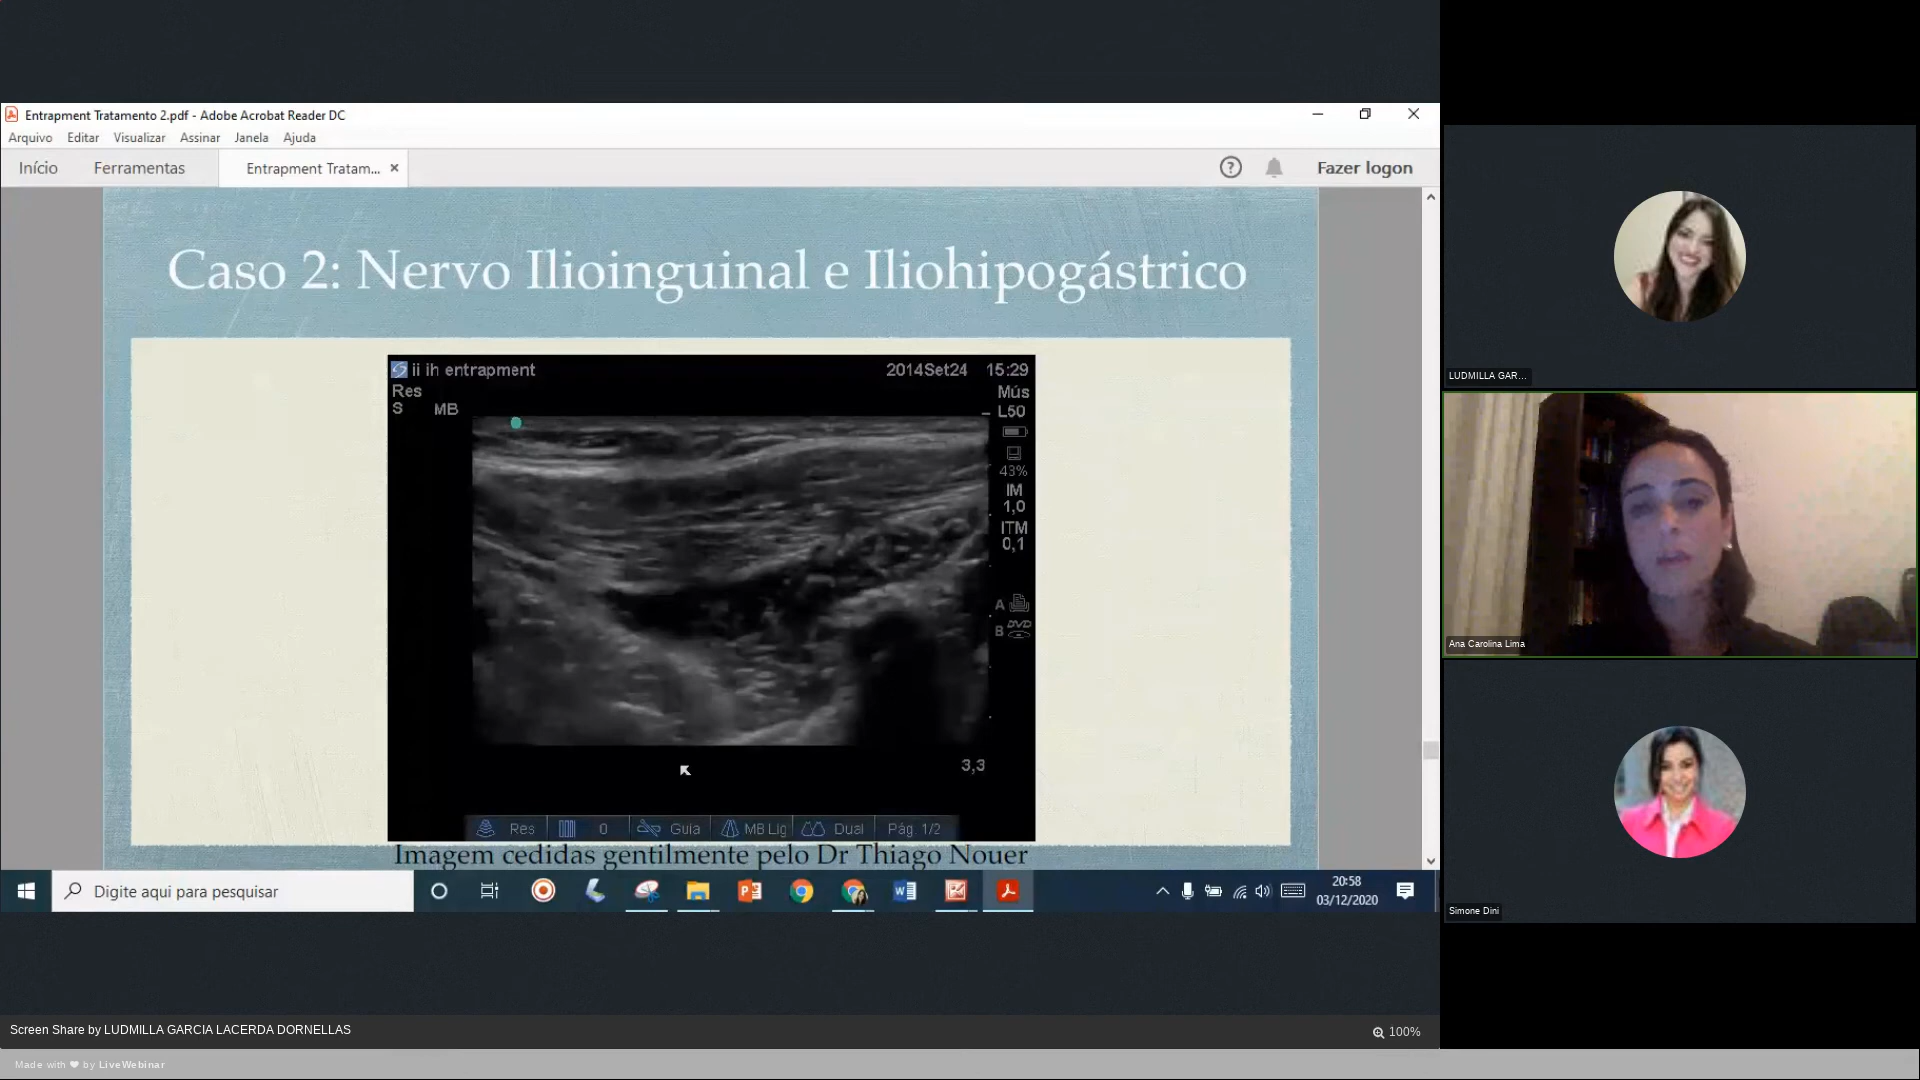 Entrapment Tratamento 2.pdf - Adobe Acrobat Reader DC
Arquivo Editar Visualizar Assinar Janela Ajuda
Início Ferramentas Entrapment Tratam... Fazer logon
Caso 2: Nervo Ilioinguinal e Iliohipogástrico
ii ih entrapment 2014Set24 15:29
Res Mús
S MB L50
43%
IM
1,0
ITM
0,1
A
B DVD
3,3
Res 0 Guia MB Lig Dual Pág 1/2
Imagem cedidas gentilmente pelo Dr Thiago Nouer
Digite aqui para pesquisar
20:58
03/12/2020
LUDMILLA GAR...
Ana Carolina Lima
Simone Dini
Screen Share by LUDMILLA GARCIA LACERDA DORNELLAS
100%
Made with ❤ by LiveWebinar